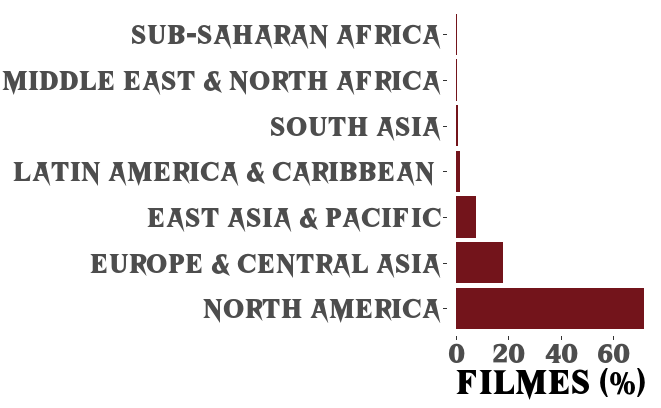 SUB-SAHARAN AFRICA
MIDDLE EAST & NORTH AFRICA
SOUTH ASIA
LATIN AMERICA & CARIBBEAN
EAST ASIA & PACIFIC
EUROPE & CENTRAL ASIA
NORTH AMERICA
0 20 40 60
FILMES (%)